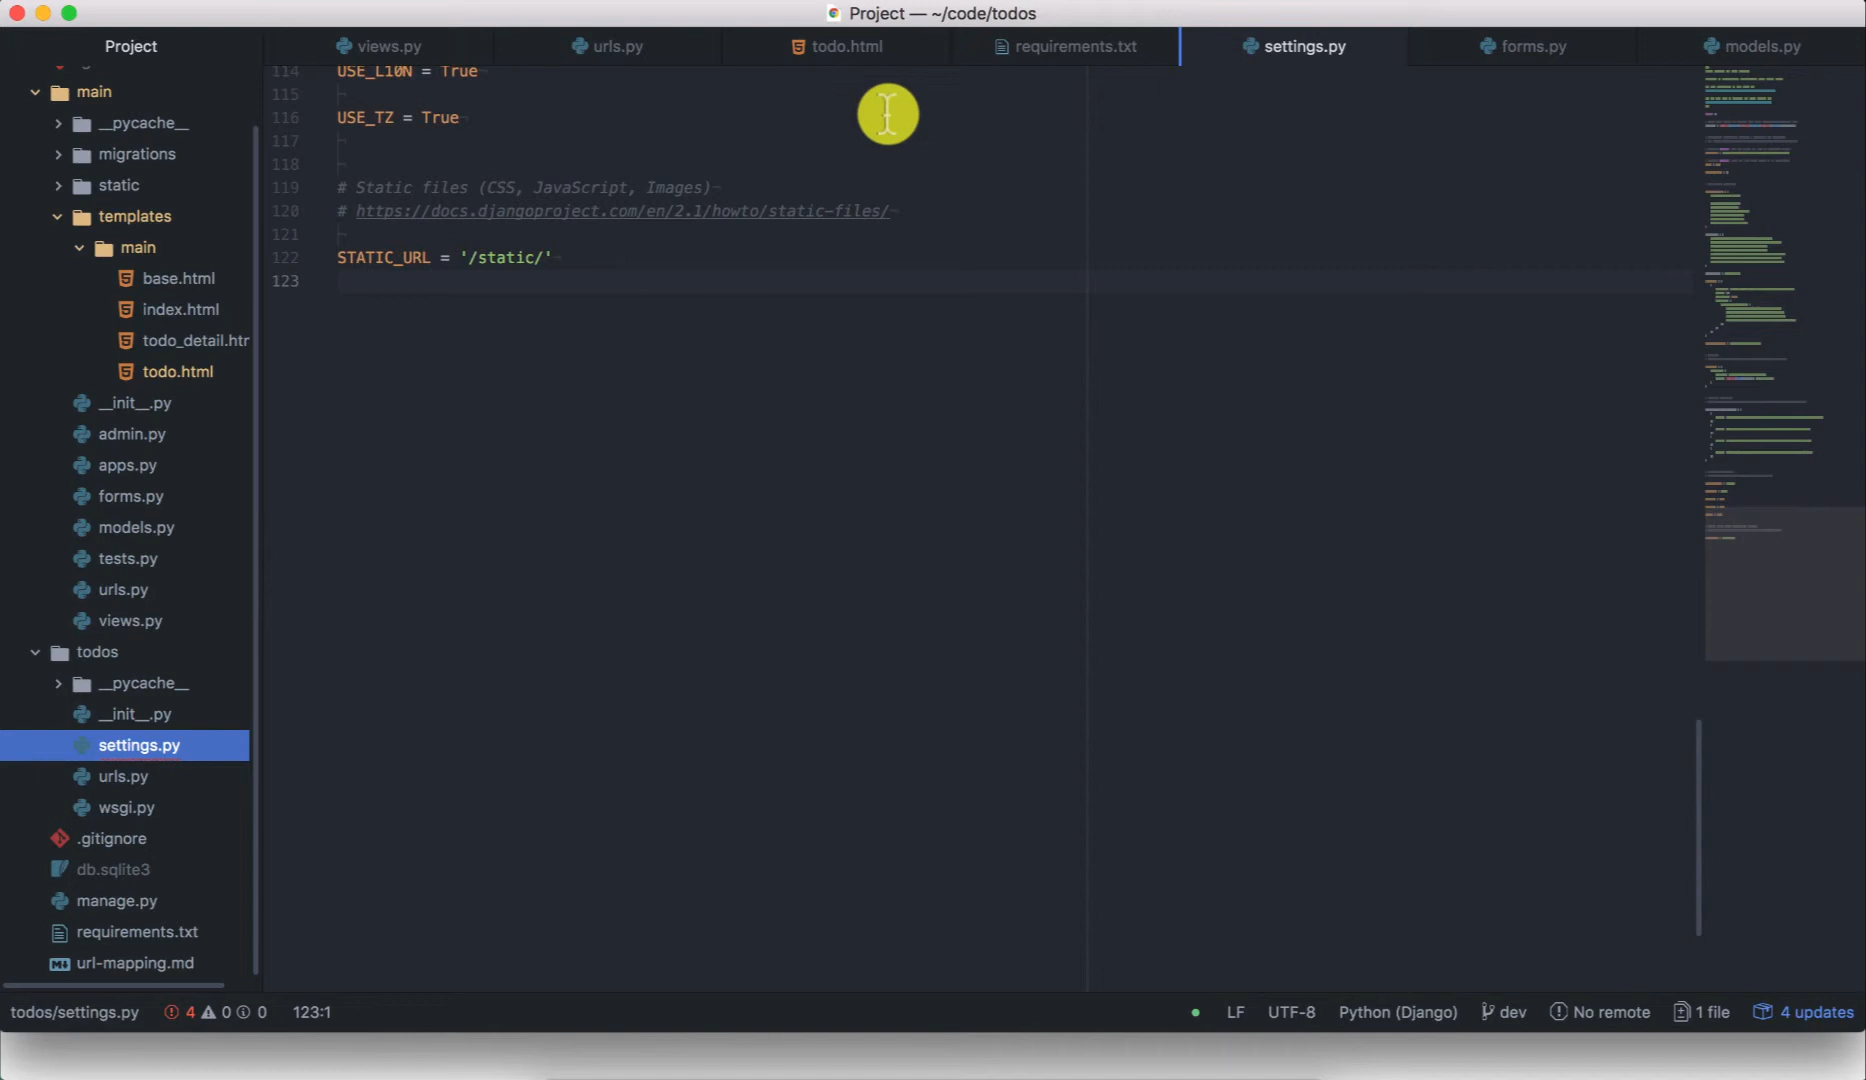 Project — ~/code/todos
Project
views.py
urls.py
todo.html
requirements.txt
settings.py
forms.py
models.py
main
__pycache__
migrations
static
templates
main
base.html
index.html
todo_detail.htr
todo.html
__init__.py
admin.py
apps.py
forms.py
models.py
tests.py
urls.py
views.py
todos
__pycache__
__init__.py
settings.py
urls.py
wsgi.py
.gitignore
db.sqlite3
manage.py
requirements.txt
url-mapping.md
114 USE_L10N = True
115
116 USE_TZ = True
117
118
119 # Static files (CSS, JavaScript, Images)
120 # https://docs.djangoproject.com/en/2.1/howto/static-files/
121
122 STATIC_URL = '/static/'
123
todos/settings.py 4 0 0 123:1 LF UTF-8 Python (Django) dev No remote 1 file 4 updates